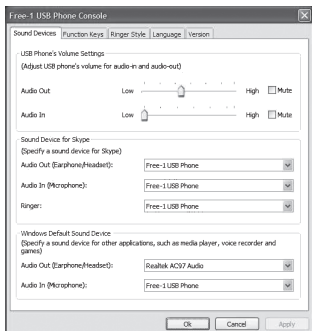 Free-1 USB Phone Console
Sound Devices Function Keys Ringer Style Language Version
USB Phone's Volume Settings
(Adjust USB phone's volume for audio-in and audio-out)
Audio Out Low High Mute
Audio In Low High Mute
Sound Device for Skype
(Specify a sound device for Skype)
Audio Out (Earphone/Headset): Free-1 USB Phone
Audio In (Microphone): Free-1 USB Phone
Ringer: Free-1 USB Phone
Windows Default Sound Device
(Specify a sound device for other applications, such as media player, voice recorder and
games)
Audio Out (Earphone/Headset): Realtek AC97 Audio
Audio In (Microphone): Free-1 USB Phone
Ok Cancel Apply